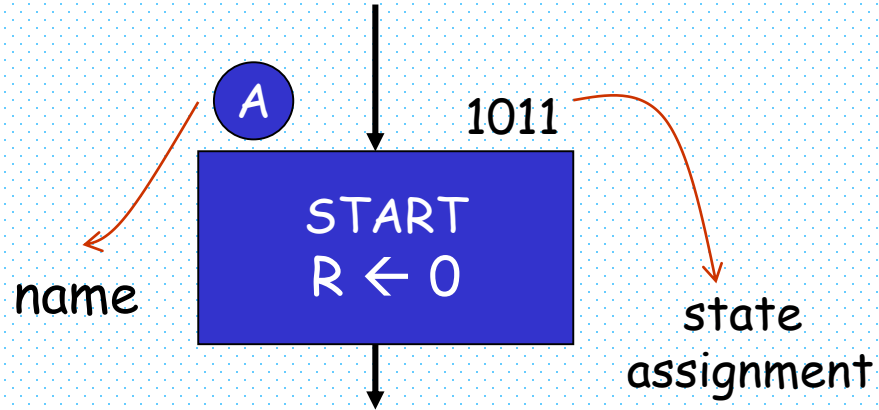 A
1011
START
R ← 0
name
state
assignment